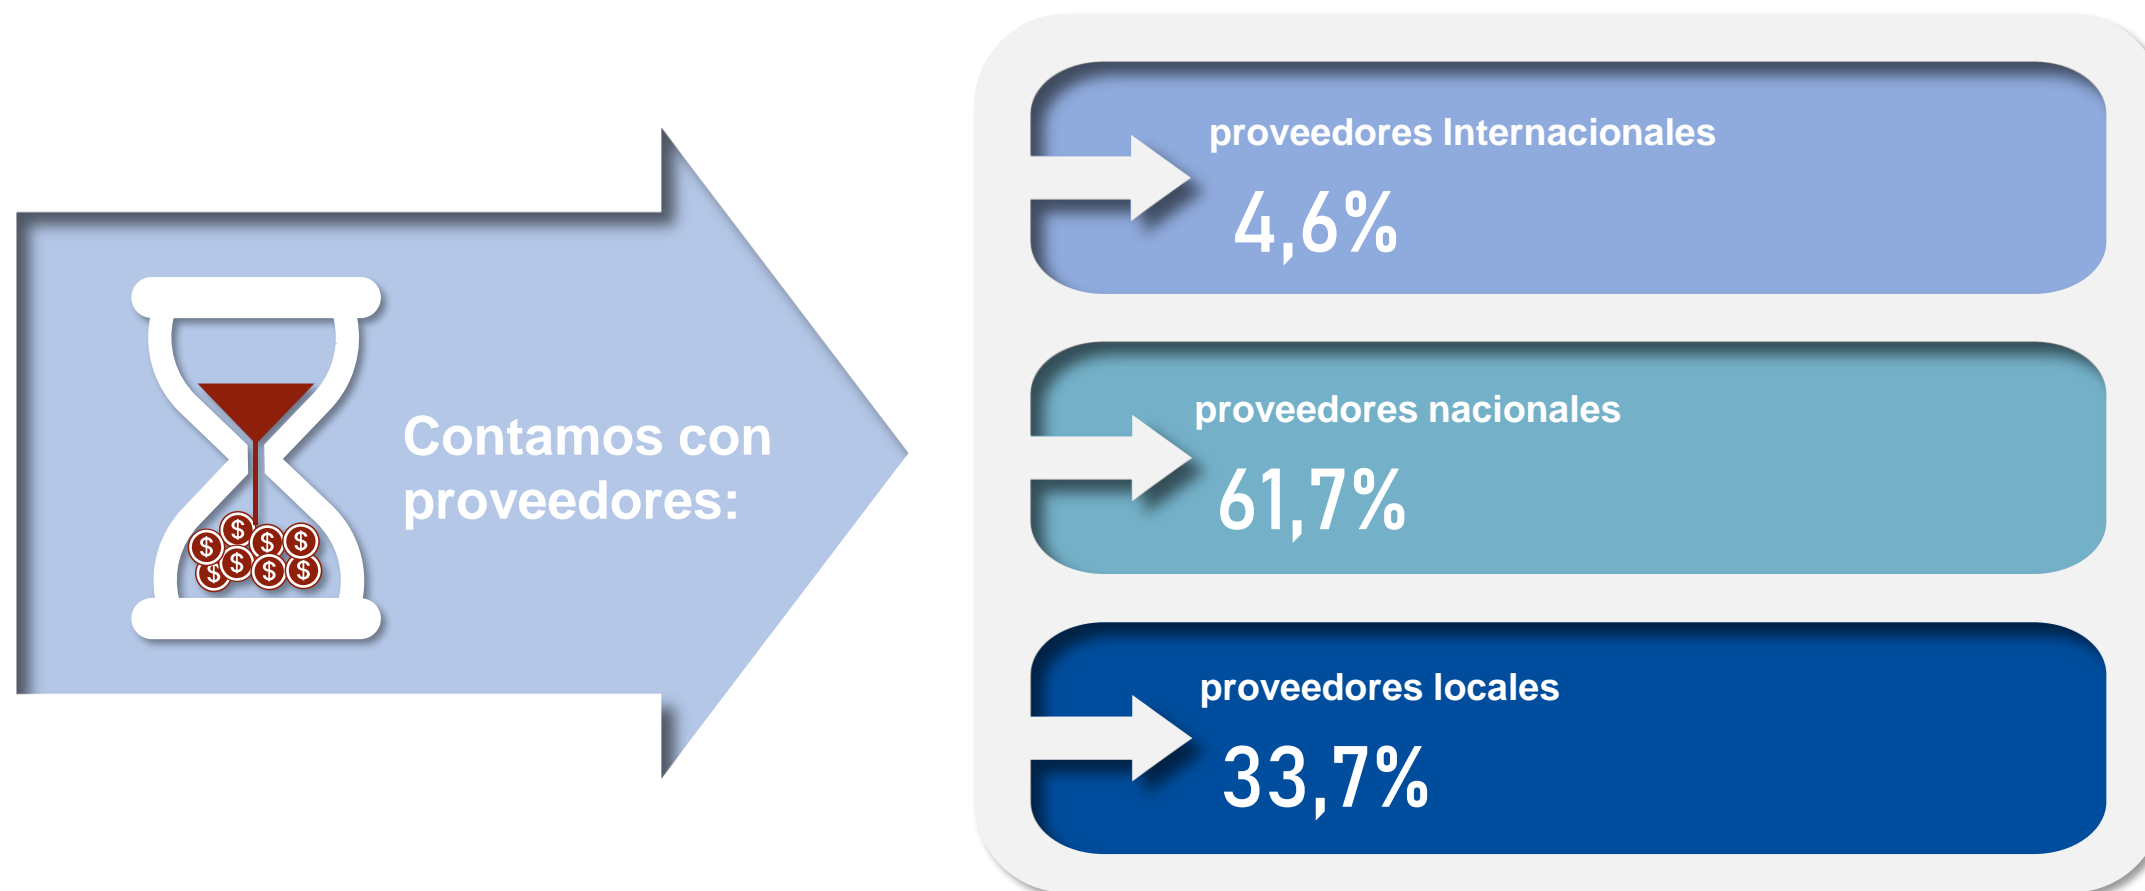 Contamos con
proveedores:
proveedores Internacionales
4,6%
proveedores nacionales
61,7%
proveedores locales
33,7%
$ $ $ $
$ $ $ $